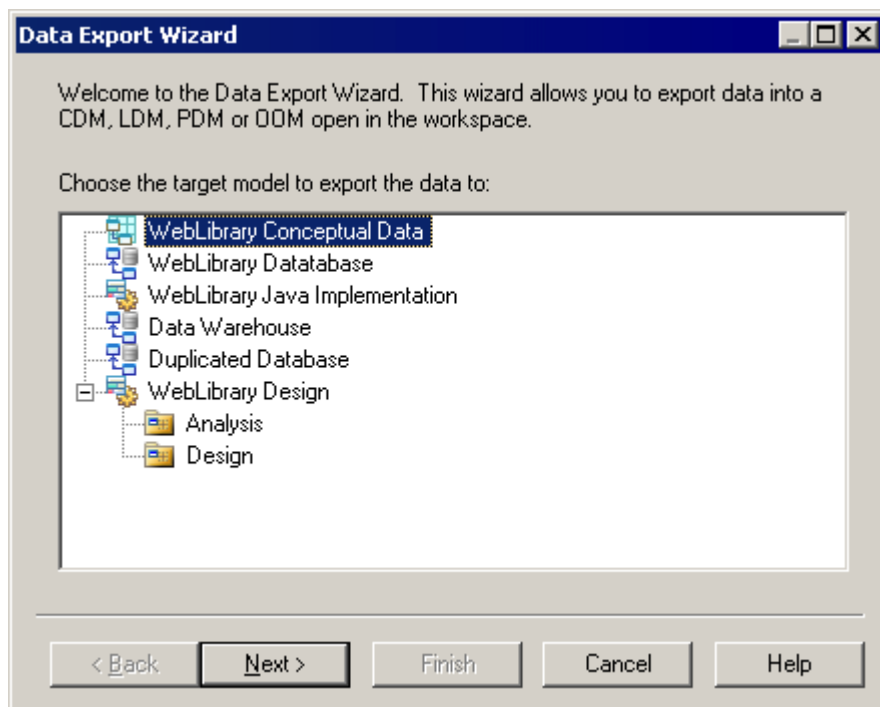 Data Export Wizard
Welcome to the Data Export Wizard.  This wizard allows you to export data into a
CDM, LDM, PDM or OOM open in the workspace.
Choose the target model to export the data to:
WebLibrary Conceptual Data
WebLibrary Datatabase
WebLibrary Java Implementation
Data Warehouse
Duplicated Database
WebLibrary Design
Analysis
Design
< Back
Next >
Finish
Cancel
Help